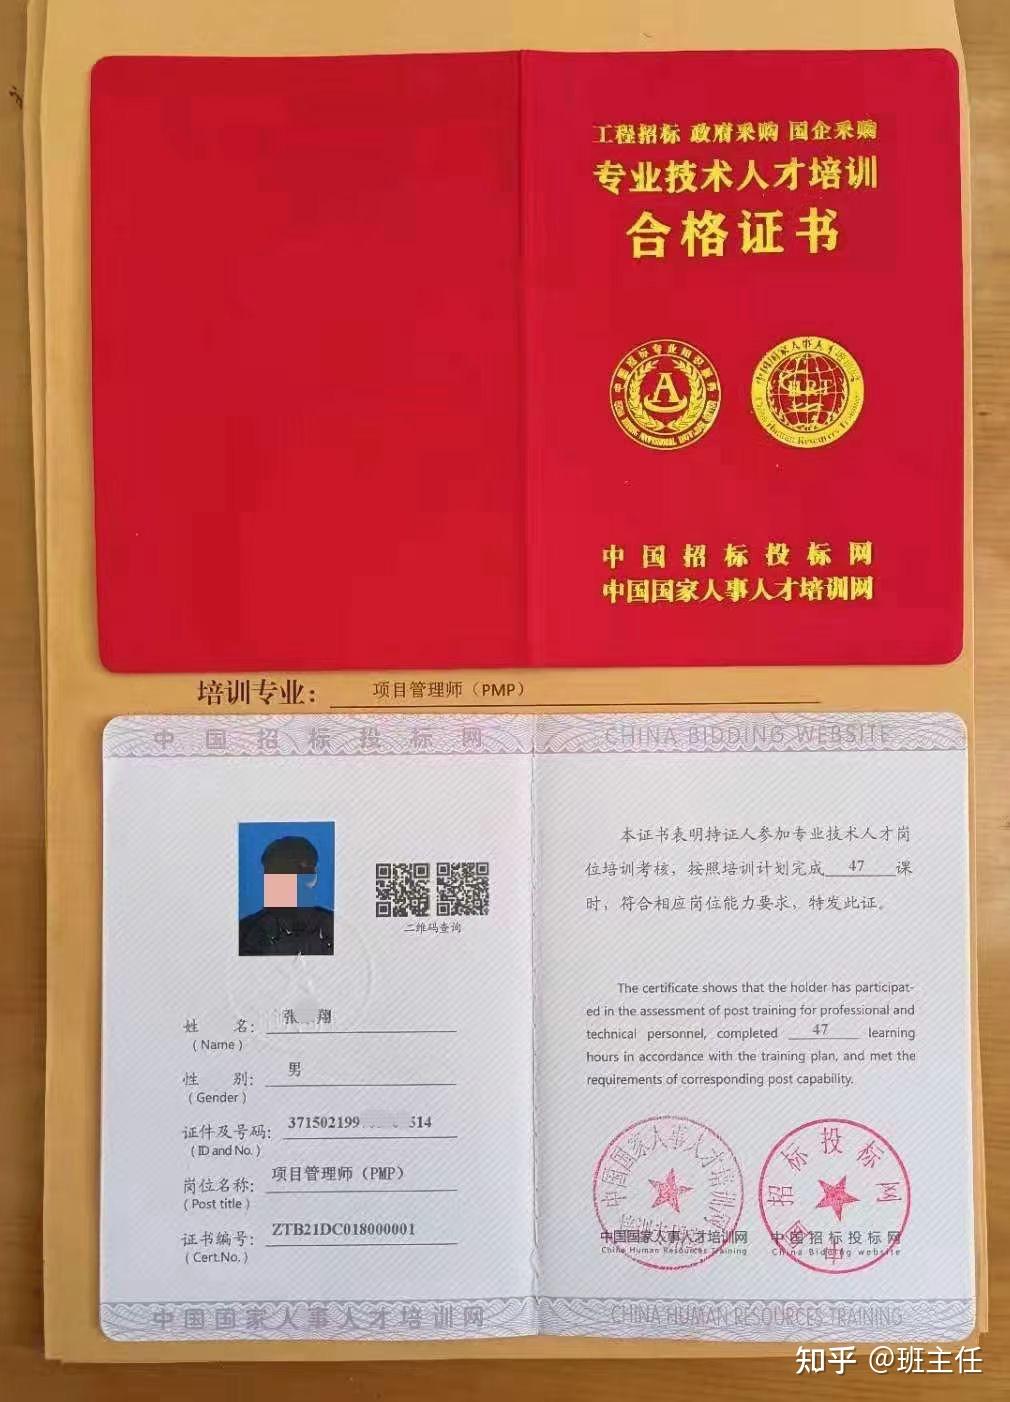 工程招标 政府采购 国企采购
专业技术人才培训
合格证书
A
中国招标投标网
中国国家人事人才培训网
培训专业： 项目管理师（PMP）
中国招标投标网
CHINA BIDDING WEBSITE
二维码查询
姓 名： 张 翔
（Name）
性 别： 男
（Gender）
证件及号码： 371502199 514
（ID and No.）
岗位名称： 项目管理师（PMP）
（Post title）
证书编号： ZTB21DC018000001
（Cert.No.）
本证书表明持证人参加专业技术人才岗
位培训考核，按照培训计划完成 47 课
时，符合相应岗位能力要求，特发此证。
The certificate shows that the holder has participat-
ed in the assessment of post training for professional and
technical personnel, completed 47 learning
hours in accordance with the training plan, and met the
requirements of corresponding post capability.
中国国家人事人才培训网
China Human Resources Training
中国招标投标网
China Bidding website
中国国家人事人才培训网
CHINA HUMAN RESOURCES TRAINING
知乎 @班主任